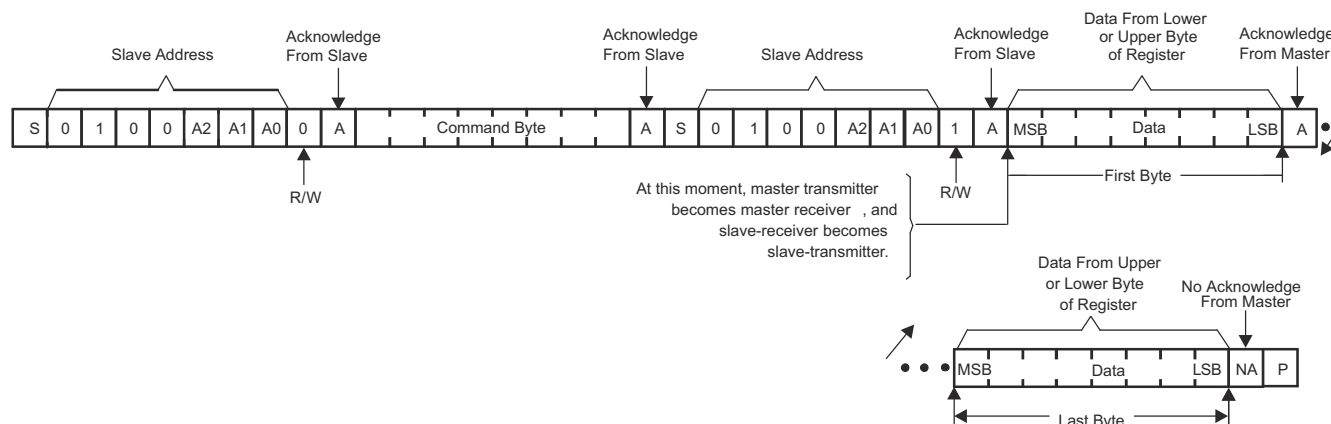 Slave Address
Acknowledge
From Slave
Acknowledge
From Slave
Slave Address
Acknowledge
From Slave
Data From Lower
or Upper Byte
of Register
Acknowledge
From Master
S 0 1 0 0 A2 A1 A0 0 A Command Byte A S 0 1 0 0 A2 A1 A0 1 A MSB Data LSB A
R/W
R/W
First Byte
At this moment, master transmitter
becomes master receiver , and
slave-receiver becomes
slave-transmitter.
Data From Upper
or Lower Byte
of Register
No Acknowledge
From Master
MSB Data LSB NA P
Last Byte